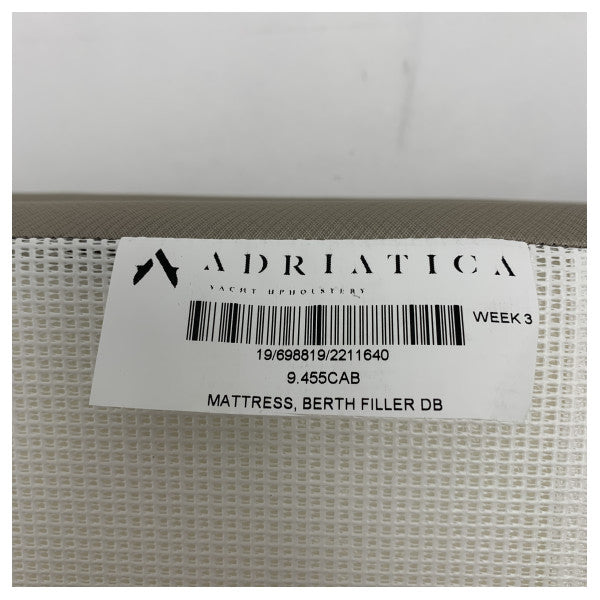 ADRIATICA
YACHT UPHOLSTERY
WEEK 3
19/698819/2211640
9.455CAB
MATTRESS, BERTH FILLER DB